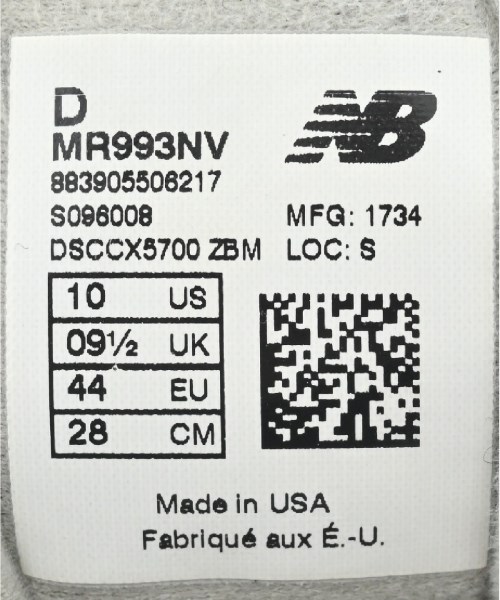 D
NB
MR993NV
883905506217
S096008
MFG: 1734
DSCCX5700 ZBM
LOC: S
10 US
09½ UK
44 EU
28 CM
Made in USA
Fabriqué aux É.-U.